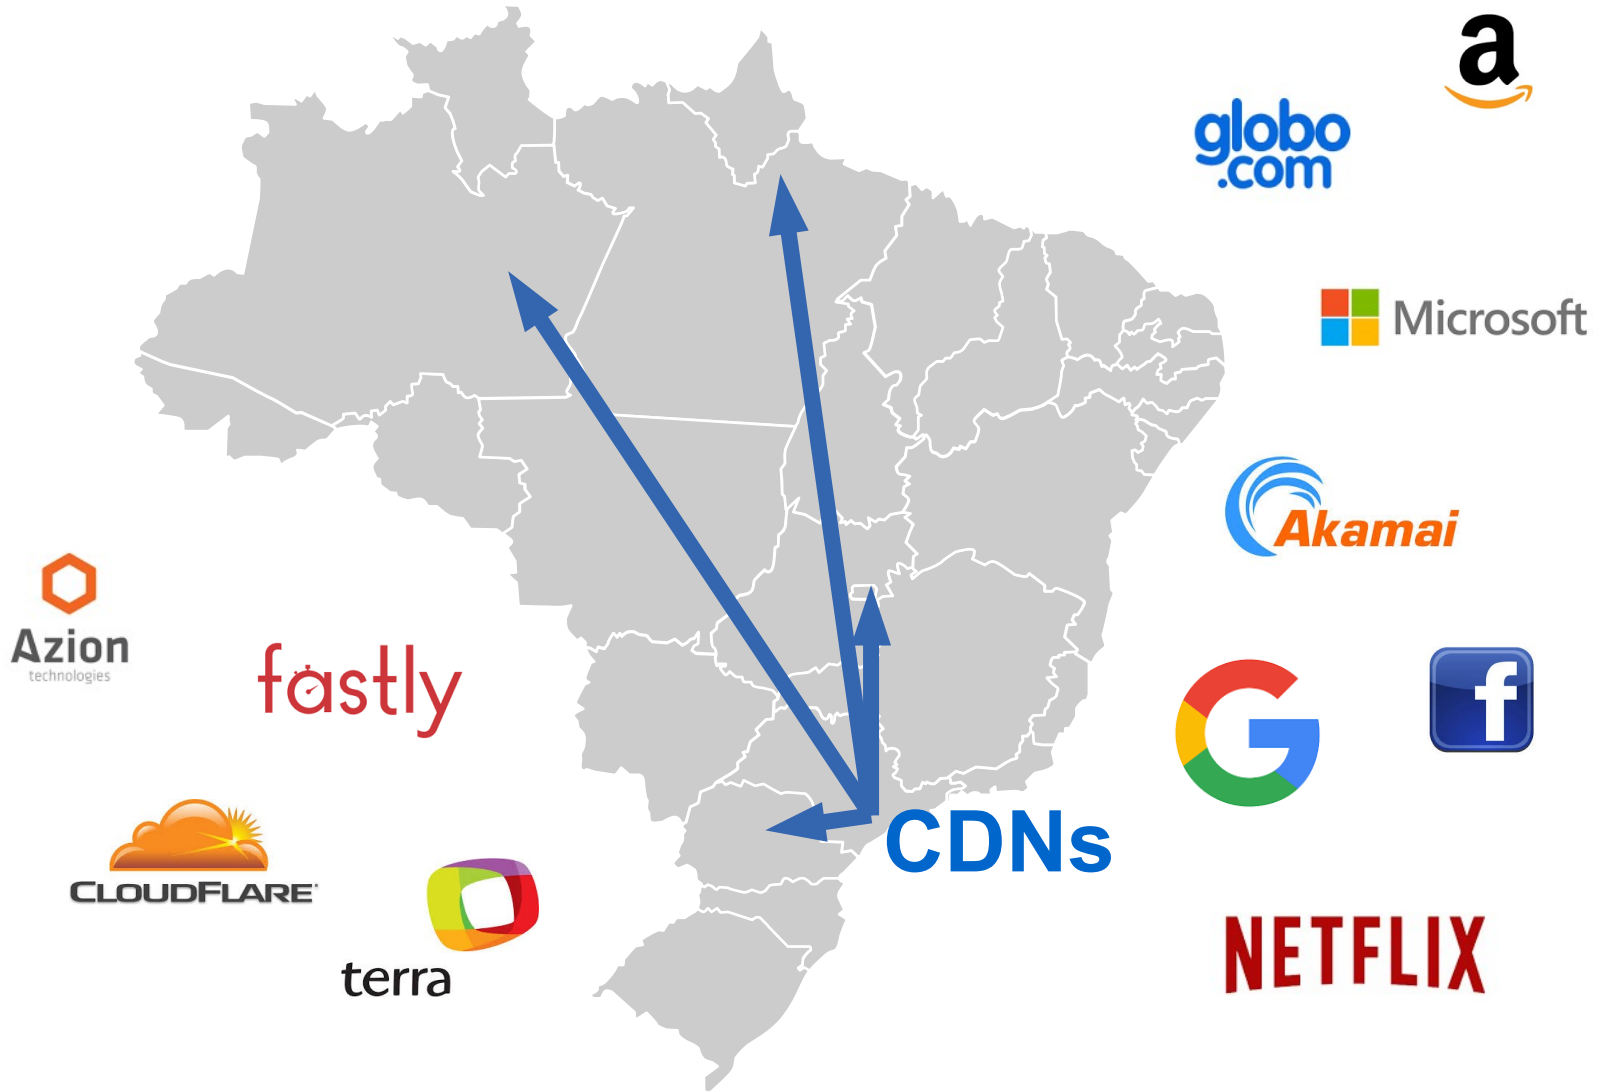 a
globo
.com
Microsoft
Akamai
Azion
technologies
fastly
G
f
CLOUDFLARE
CDNs
terra
NETFLIX